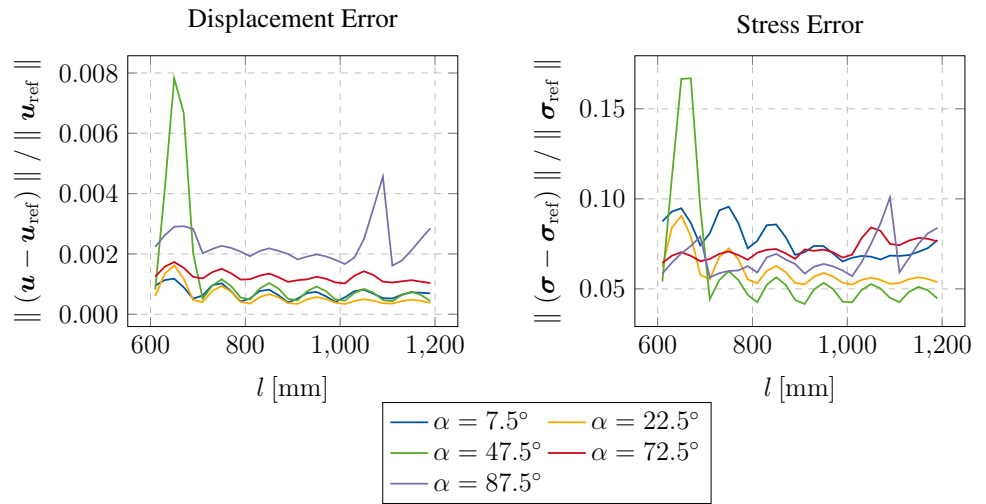 Displacement Error
‖ (u − u_ref) ‖ / ‖ u_ref ‖
0.008
0.006
0.004
0.002
0.000
600 800 1,000 1,200
l [mm]
Stress Error
‖ (σ − σ_ref) ‖ / ‖ σ_ref ‖
0.15
0.10
0.05
600 800 1,000 1,200
l [mm]
α = 7.5° α = 22.5°
α = 47.5° α = 72.5°
α = 87.5°